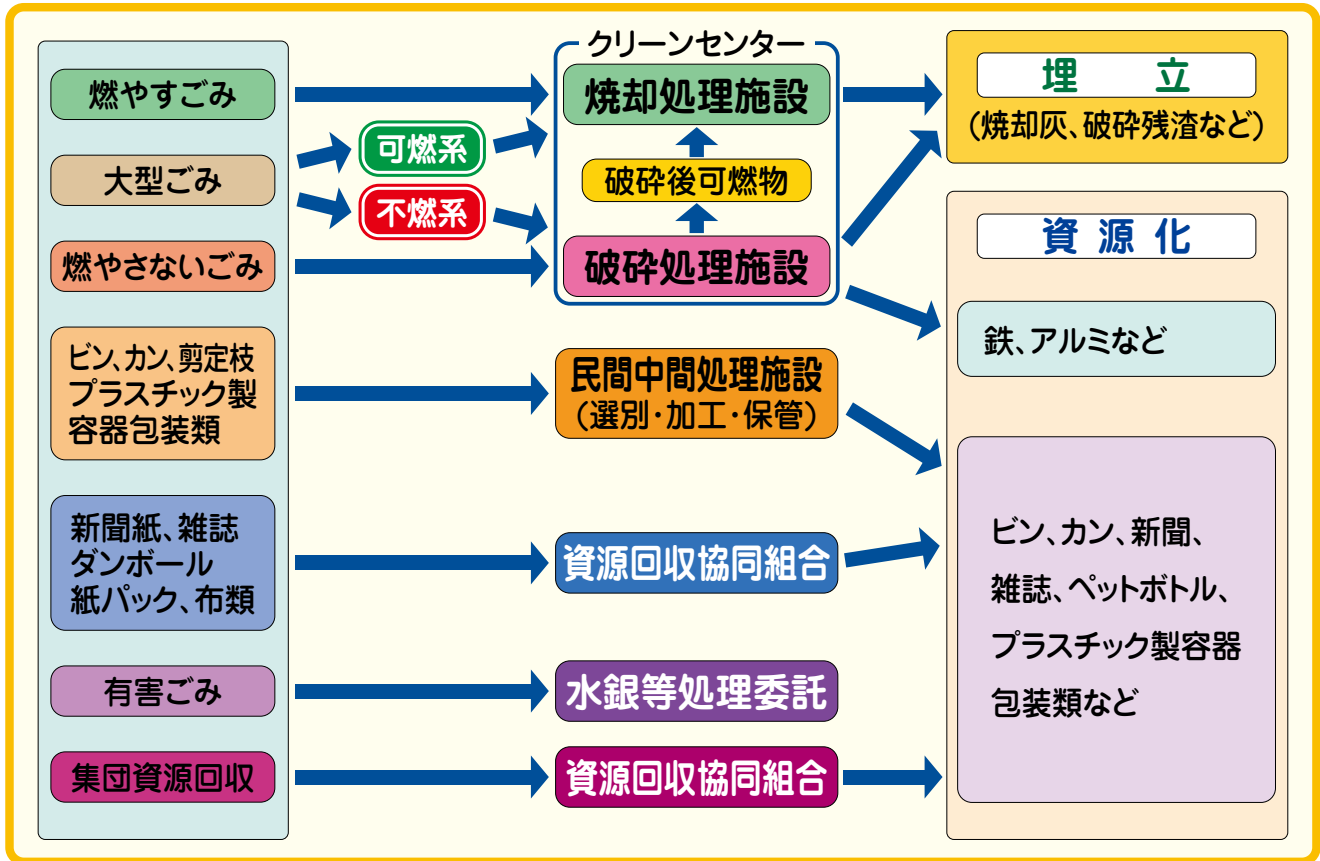 燃やすごみ
大型ごみ
燃やさないごみ
ビン、カン、剪定枝
プラスチック製
容器包装類
新聞紙、雑誌
ダンボール
紙パック、布類
有害ごみ
集団資源回収
可燃系
不燃系
クリーンセンター
焼却処理施設
破砕後可燃物
破砕処理施設
民間中間処理施設
(選別・加工・保管)
資源回収協同組合
水銀等処理委託
資源回収協同組合
埋 立
(焼却灰、破砕残渣など)
資源化
鉄、アルミなど
ビン、カン、新聞、
雑誌、ペットボトル、
プラスチック製容器
包装類など